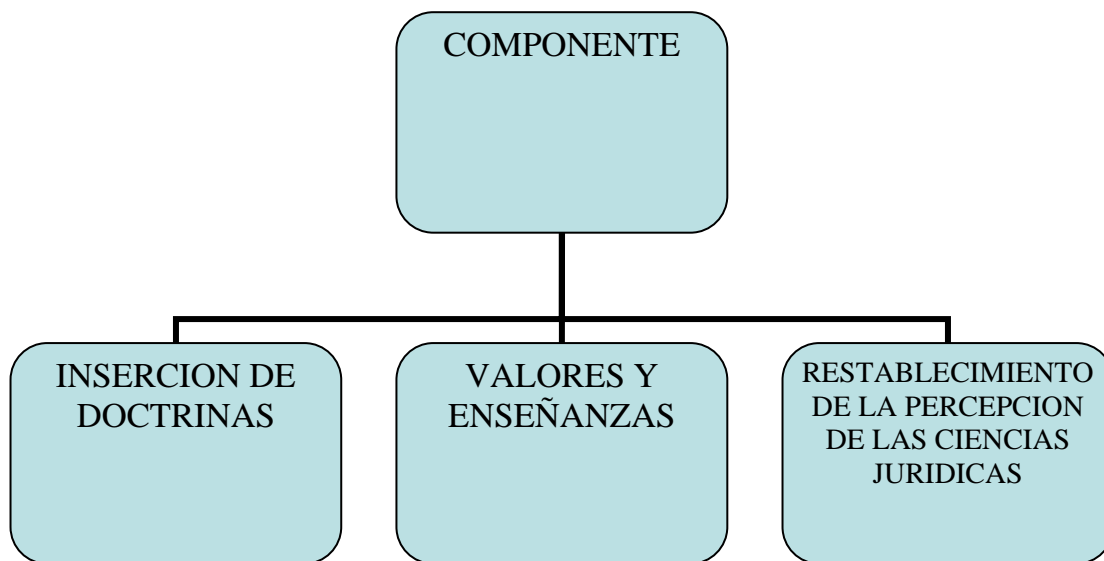 COMPONENTE
INSERCION DE
DOCTRINAS
VALORES Y
ENSEÑANZAS
RESTABLECIMIENTO
DE LA PERCEPCION
DE LAS CIENCIAS
JURIDICAS